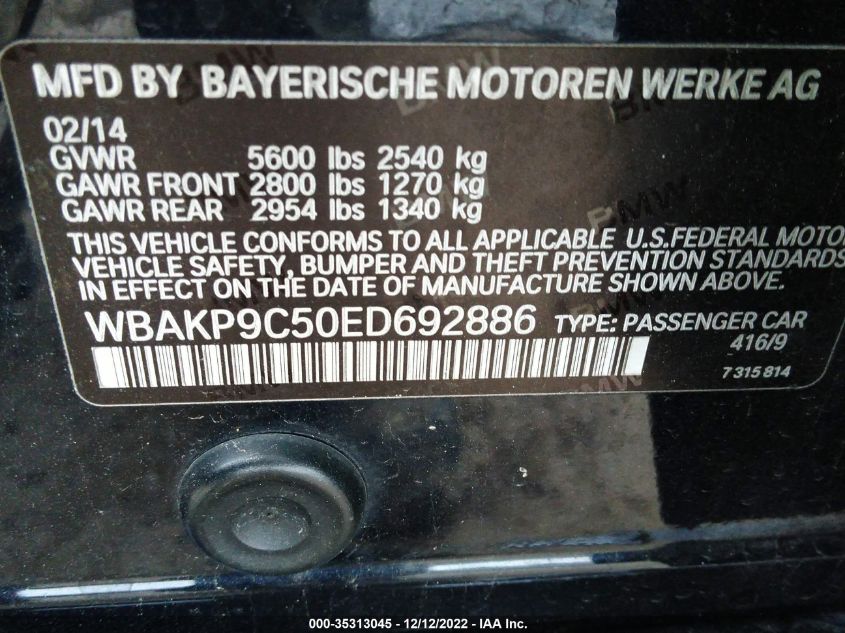 MFD BY BAYERISCHE MOTOREN WERKE AG
02/14
GVWR 5600 lbs 2540 kg
GAWR FRONT 2800 lbs 1270 kg
GAWR REAR 2954 lbs 1340 kg
THIS VEHICLE CONFORMS TO ALL APPLICABLE U.S.FEDERAL MOTO
VEHICLE SAFETY, BUMPER AND THEFT PREVENTION STANDARDS
IN EFFECT ON THE DATE OF MANUFACTURE SHOWN ABOVE.
WBAKP9C50ED692886 TYPE: PASSENGER CAR
416/9
7315814
000-35313045 - 12/12/2022 - IAA Inc.